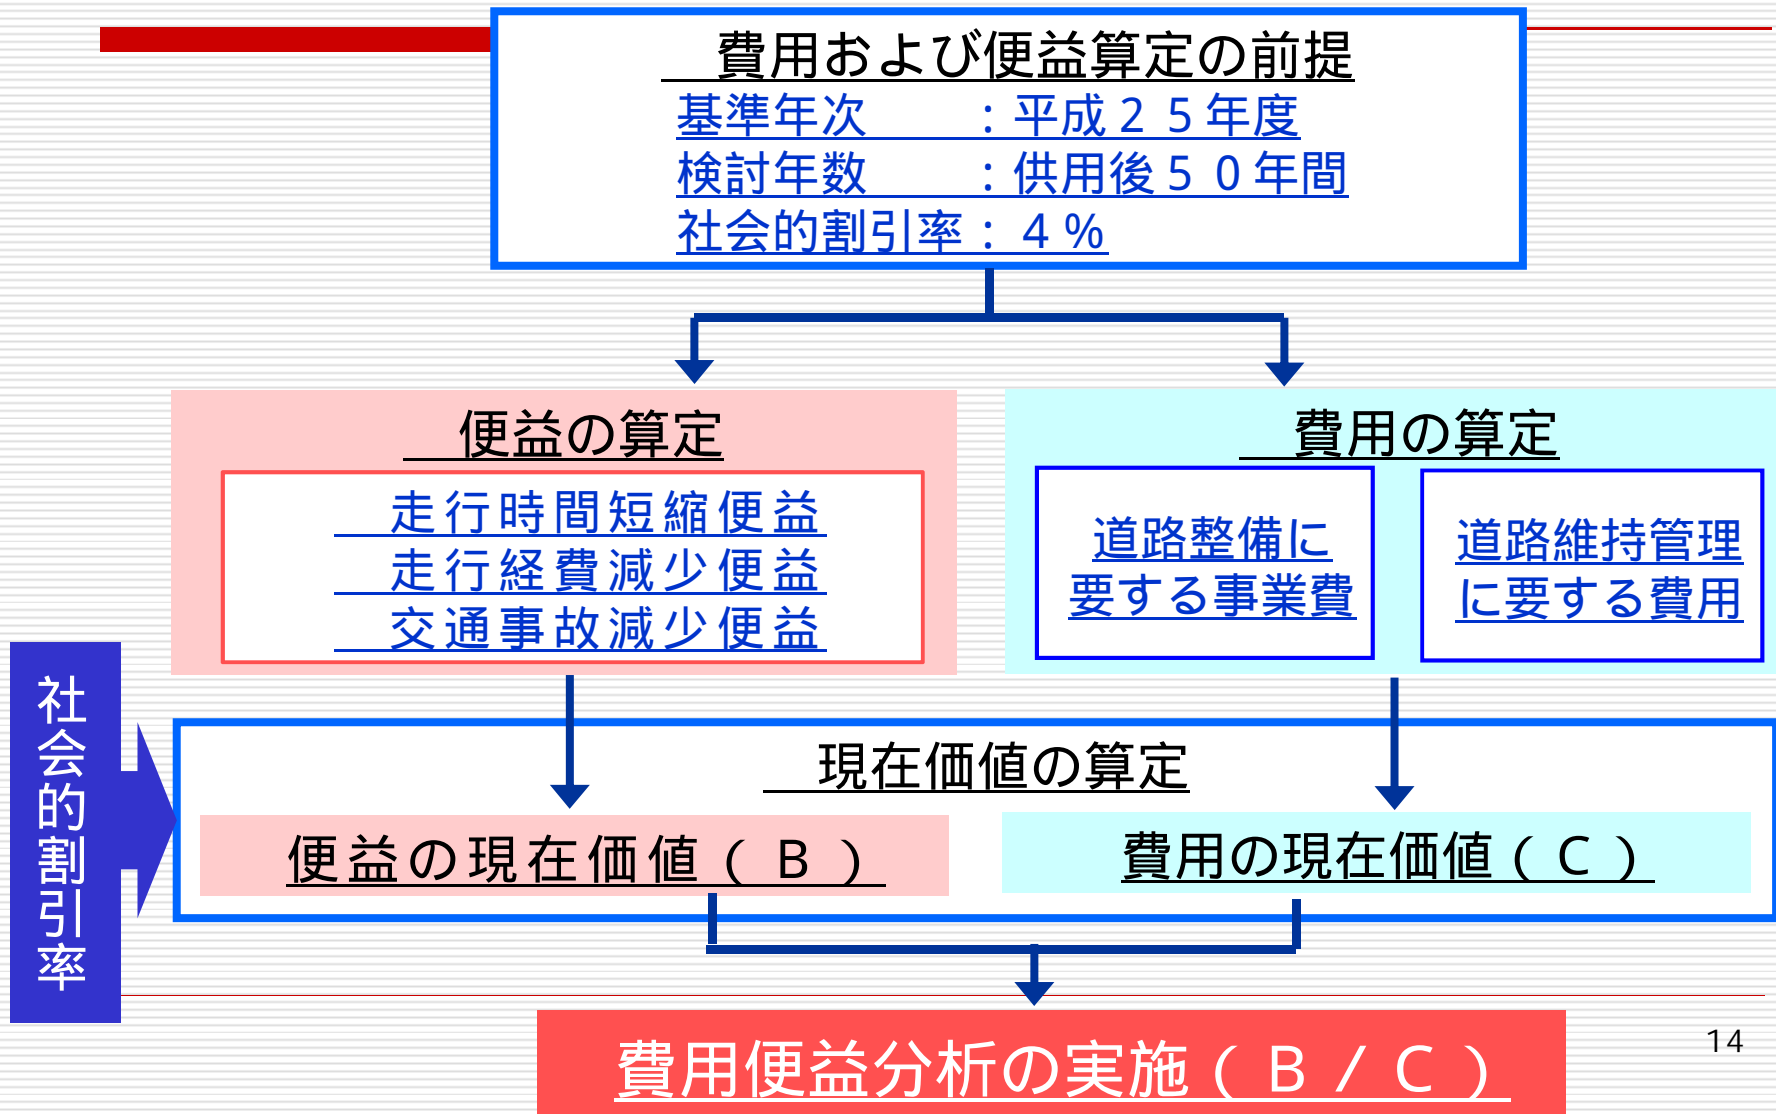 費用および便益算定の前提
基準年次　　：平成２５年度
検討年数　　：供用後５０年間
社会的割引率：４％
便益の算定
走行時間短縮便益
走行経費減少便益
交通事故減少便益
費用の算定
道路整備に
要する事業費
道路維持管理
に要する費用
社会的割引率
現在価値の算定
便益の現在価値（Ｂ）
費用の現在価値（Ｃ）
費用便益分析の実施（Ｂ／Ｃ）
14